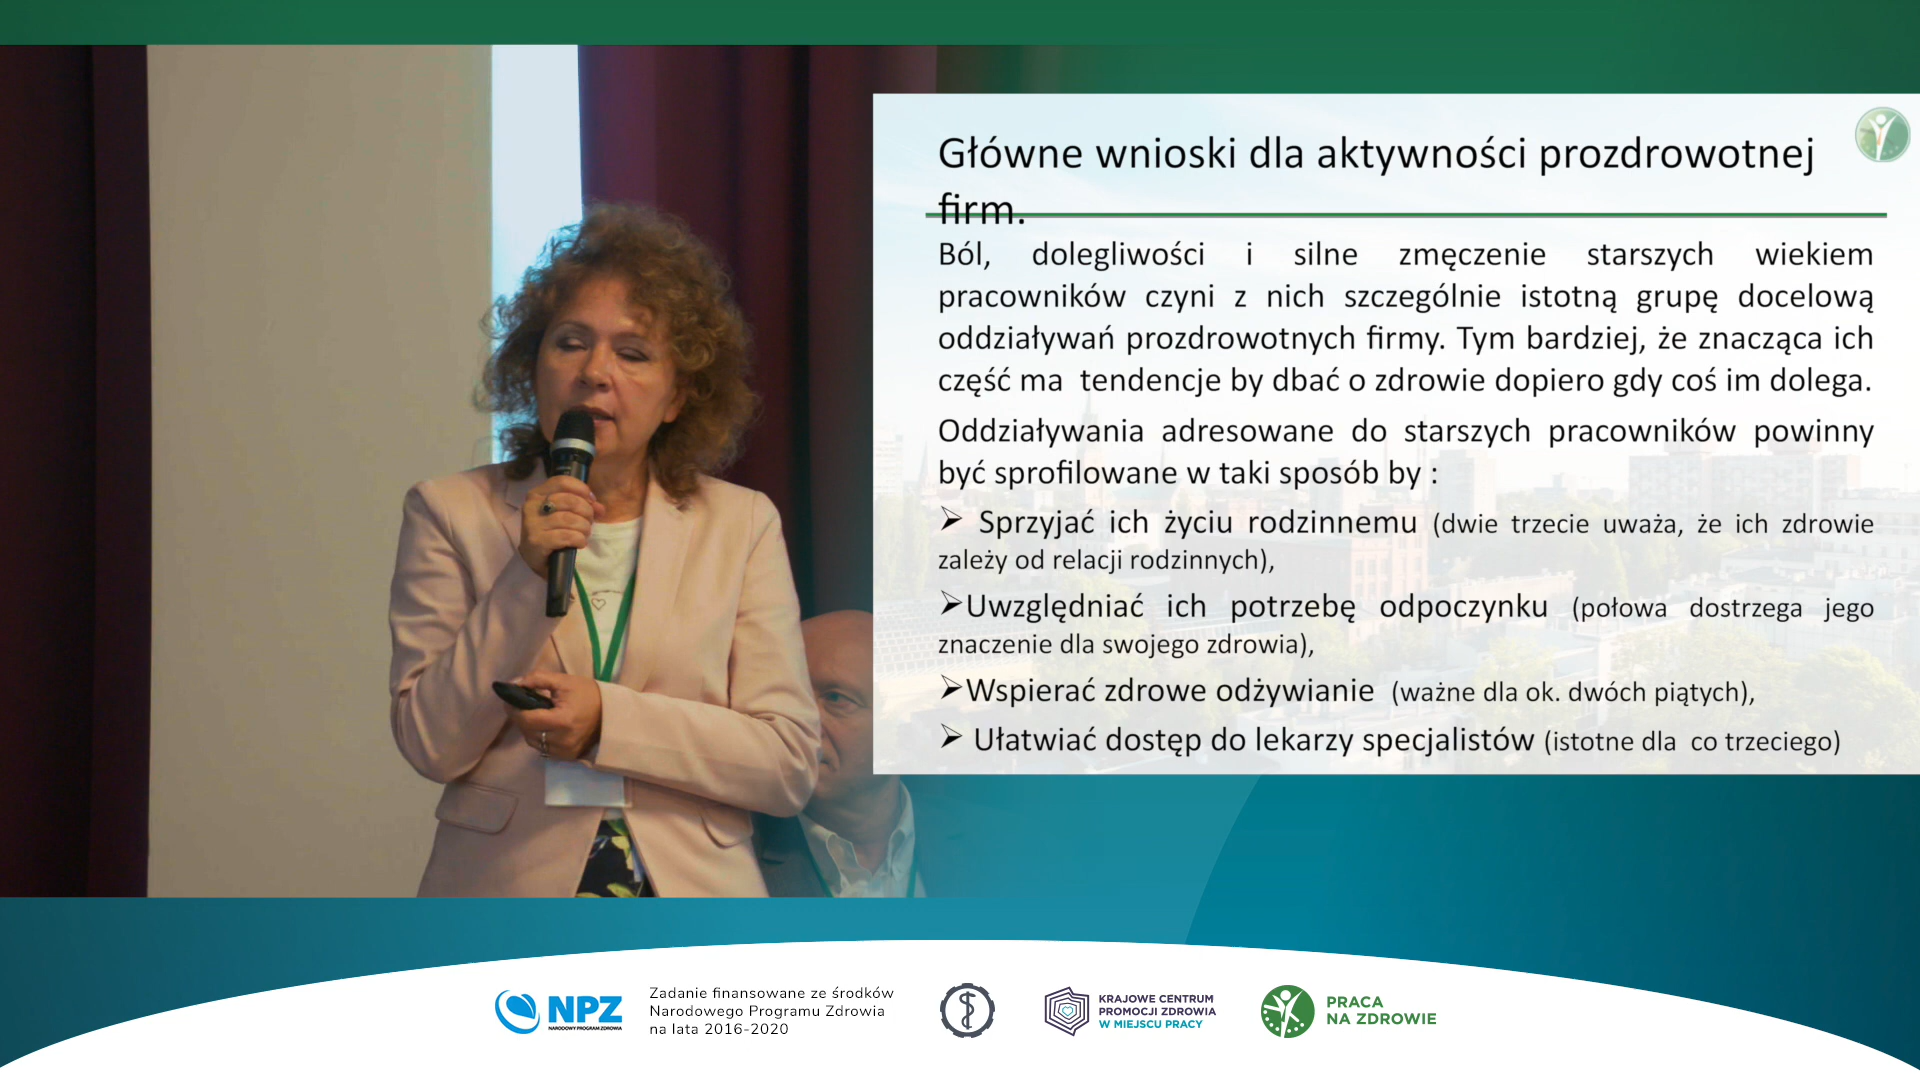 Główne wnioski dla aktywności prozdrowotnej
firm.
Ból, dolegliwości i silne zmęczenie starszych wiekiem
pracowników czyni z nich szczególnie istotną grupę docelową
oddziaływań prozdrowotnych firmy. Tym bardziej, że znacząca ich
część ma tendencje by dbać o zdrowie dopiero gdy coś im dolega.
Oddziaływania adresowane do starszych pracowników powinny
być sprofilowane w taki sposób by :
➢ Sprzyjać ich życiu rodzinnemu (dwie trzecie uważa, że ich zdrowie
zależy od relacji rodzinnych),
➢Uwzględniać ich potrzebę odpoczynku (połowa dostrzega jego
znaczenie dla swojego zdrowia),
➢Wspierać zdrowe odżywianie (ważne dla ok. dwóch piątych),
➢ Ułatwiać dostęp do lekarzy specjalistów (istotne dla co trzeciego)
NPZ
NARODOWY PROGRAM ZDROWIA
Zadanie finansowane ze środków
Narodowego Programu Zdrowia
na lata 2016-2020
KRAJOWE CENTRUM
PROMOCJI ZDROWIA
W MIEJSCU PRACY
PRACA
NA ZDROWIE